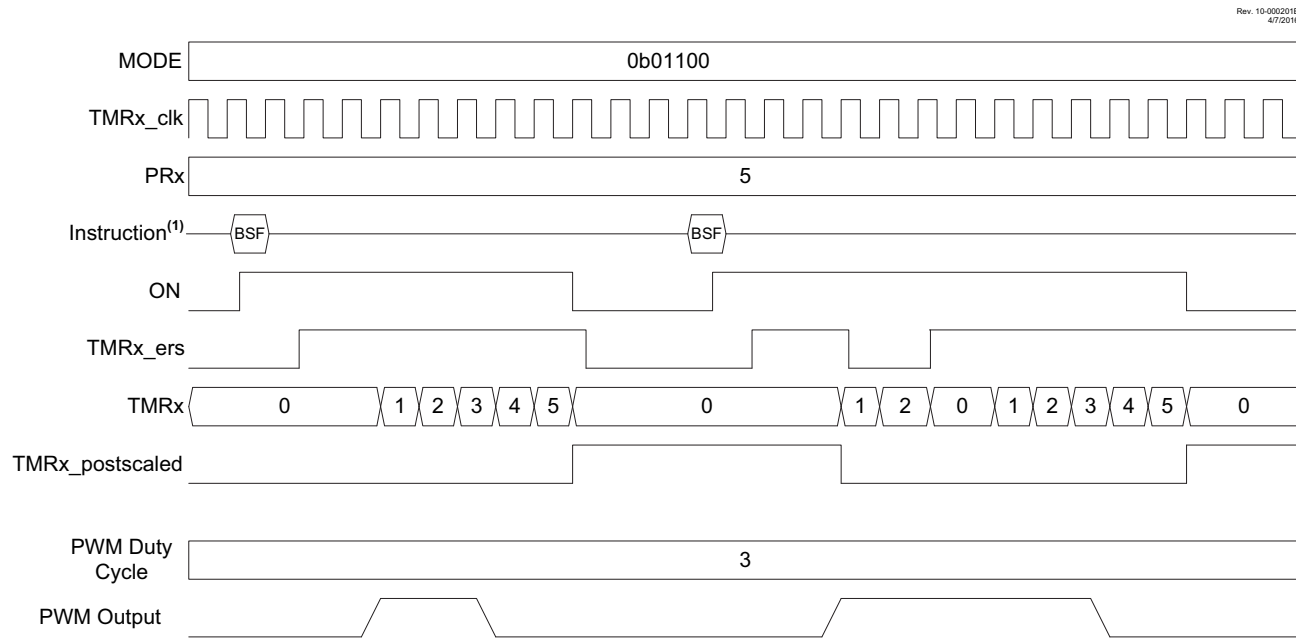 Rev. 10-000201B
4/7/2016
MODE 0b01100
TMRx_clk
PRx 5
Instruction(1) BSF BSF
ON
TMRx_ers
TMRx 0 1 2 3 4 5 0 1 2 0 1 2 3 4 5 0
TMRx_postscaled
PWM Duty
Cycle 3
PWM Output